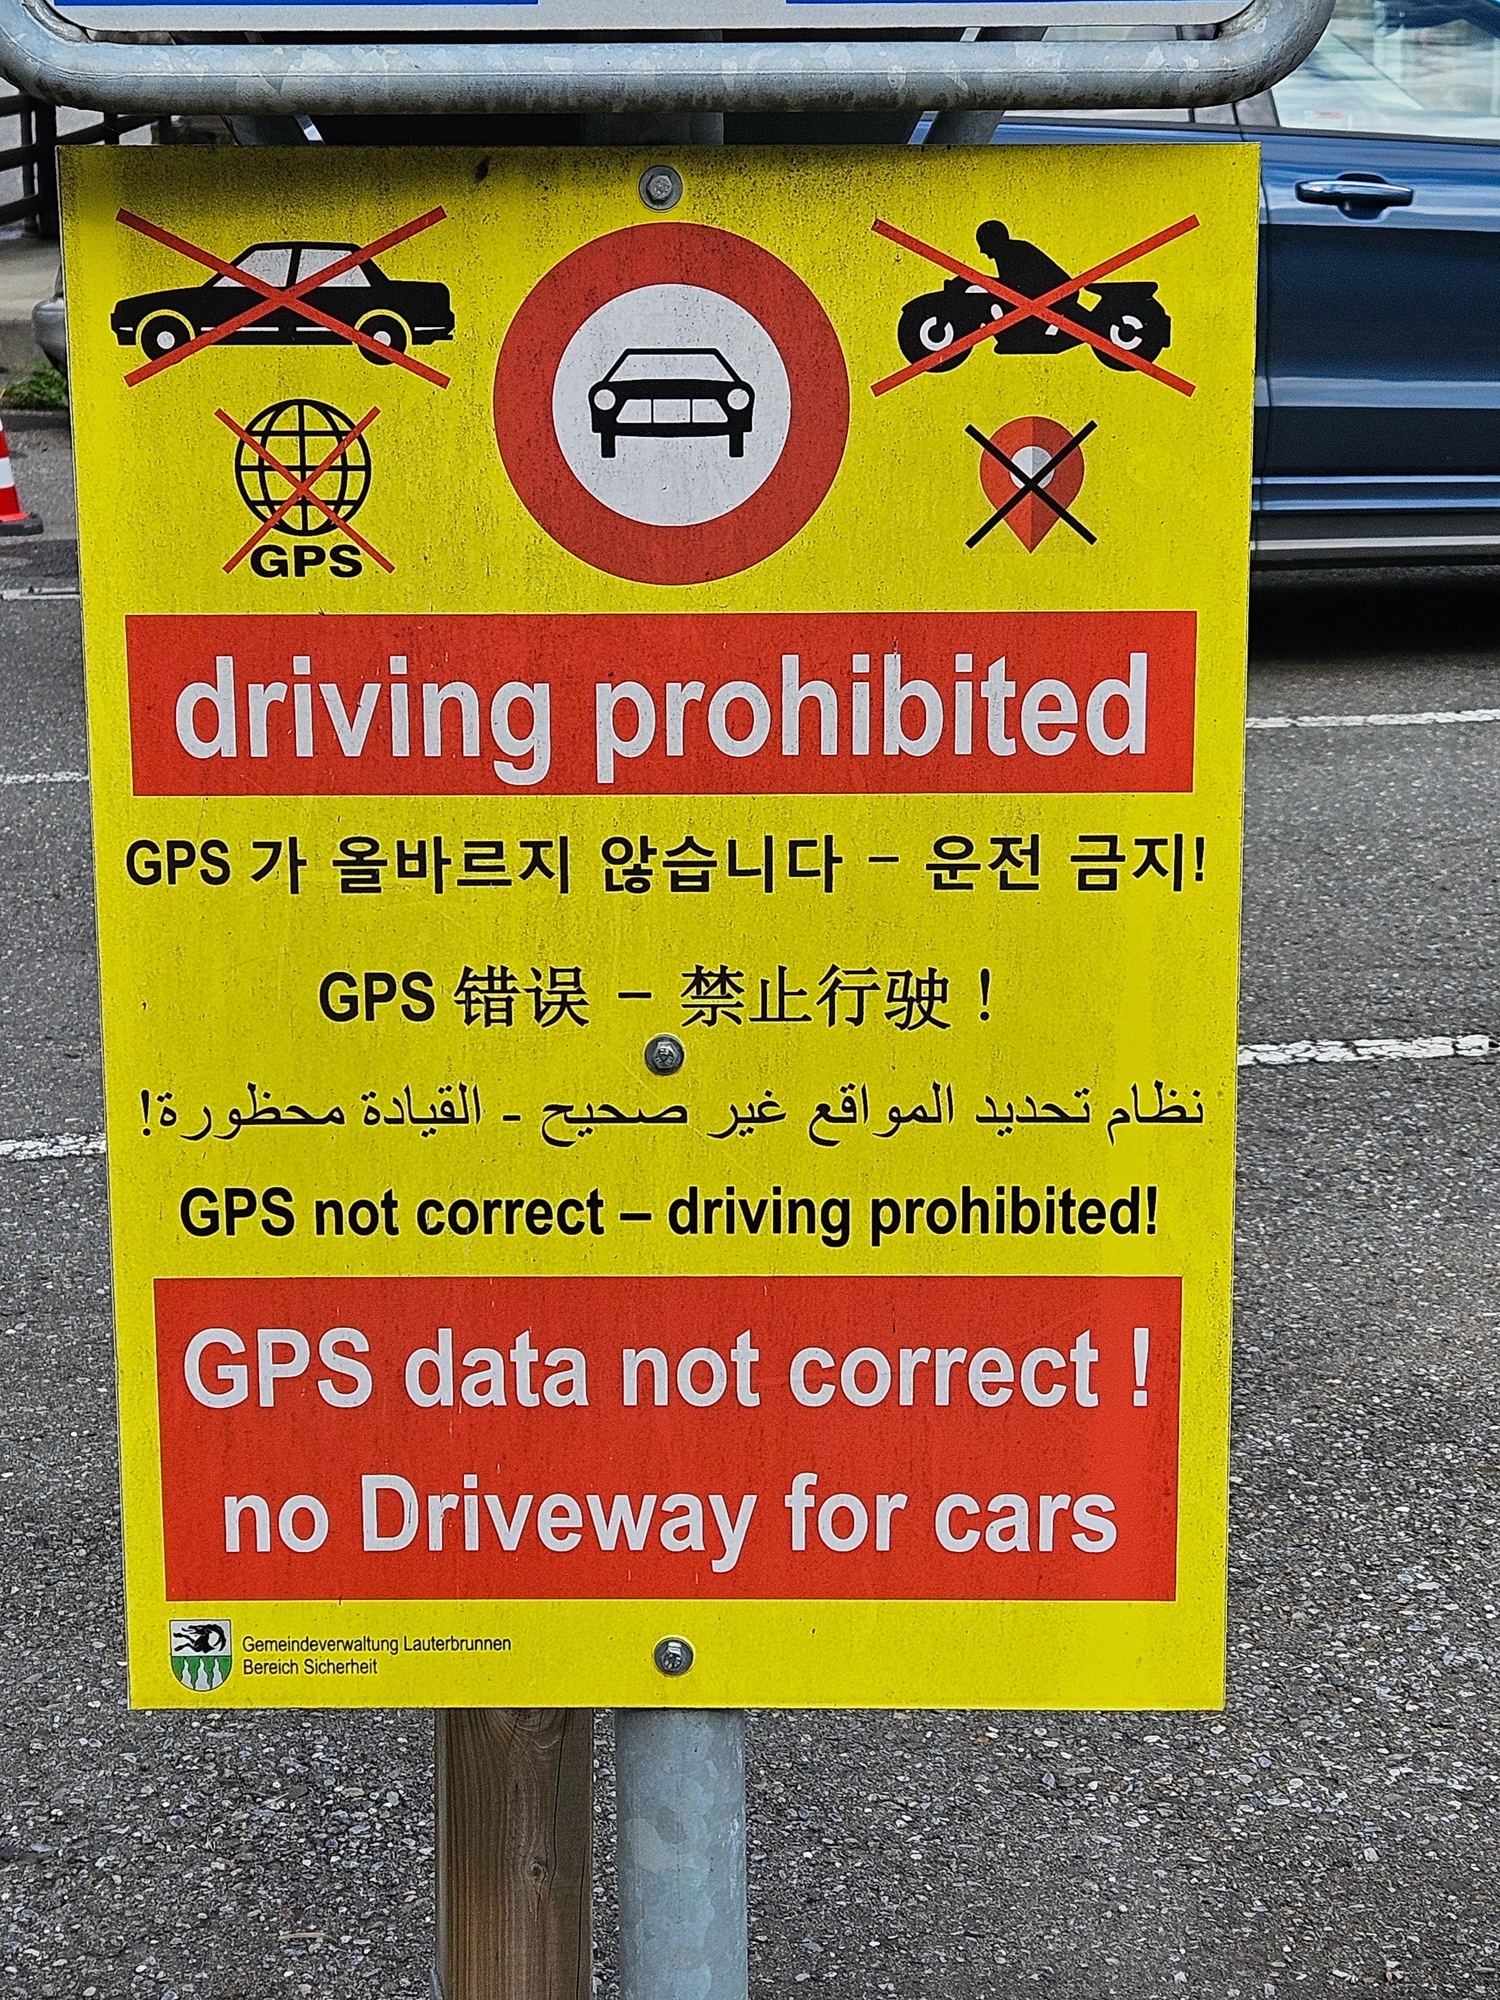 GPS
driving prohibited
GPS 가 올바르지 않습니다 – 운전 금지!
GPS 错误 – 禁止行驶！
نظام تحديد المواقع غير صحيح - القيادة محظورة!
GPS not correct – driving prohibited!
GPS data not correct !
no Driveway for cars
Gemeindeverwaltung Lauterbrunnen
Bereich Sicherheit